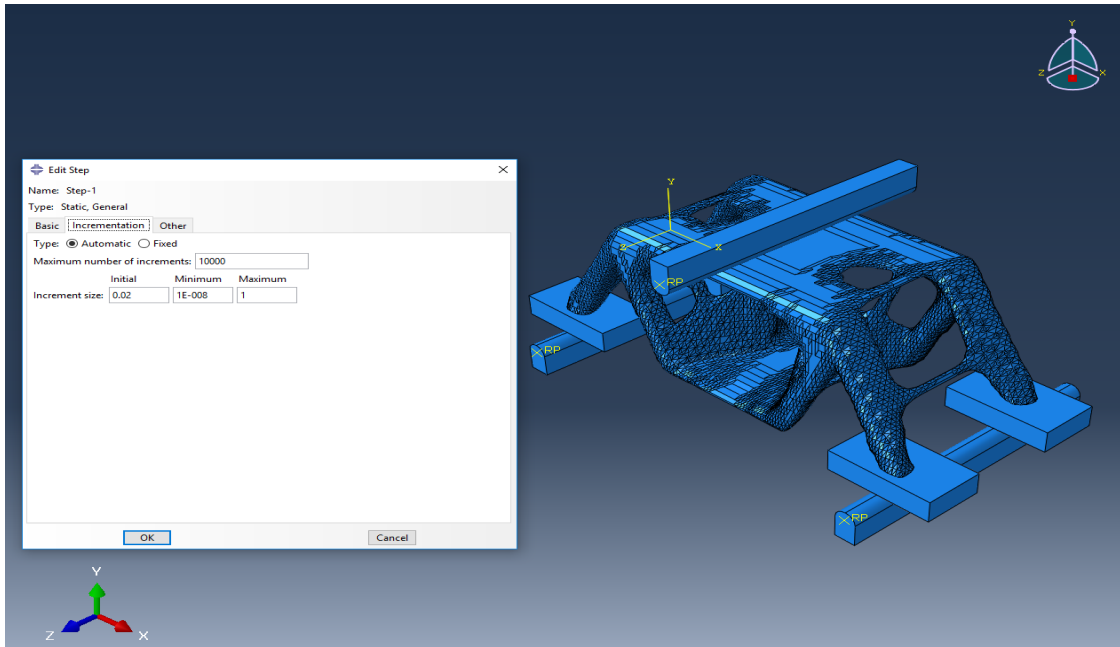 Edit Step
Name: Step-1
Type: Static, General
Basic Incrementation Other
Type: Automatic Fixed
Maximum number of increments: 10000
Initial Minimum Maximum
Increment size: 0.02 1E-008 1
OK Cancel
Y
Z X
Y
Z X
RP
RP
RP
Y
Z X